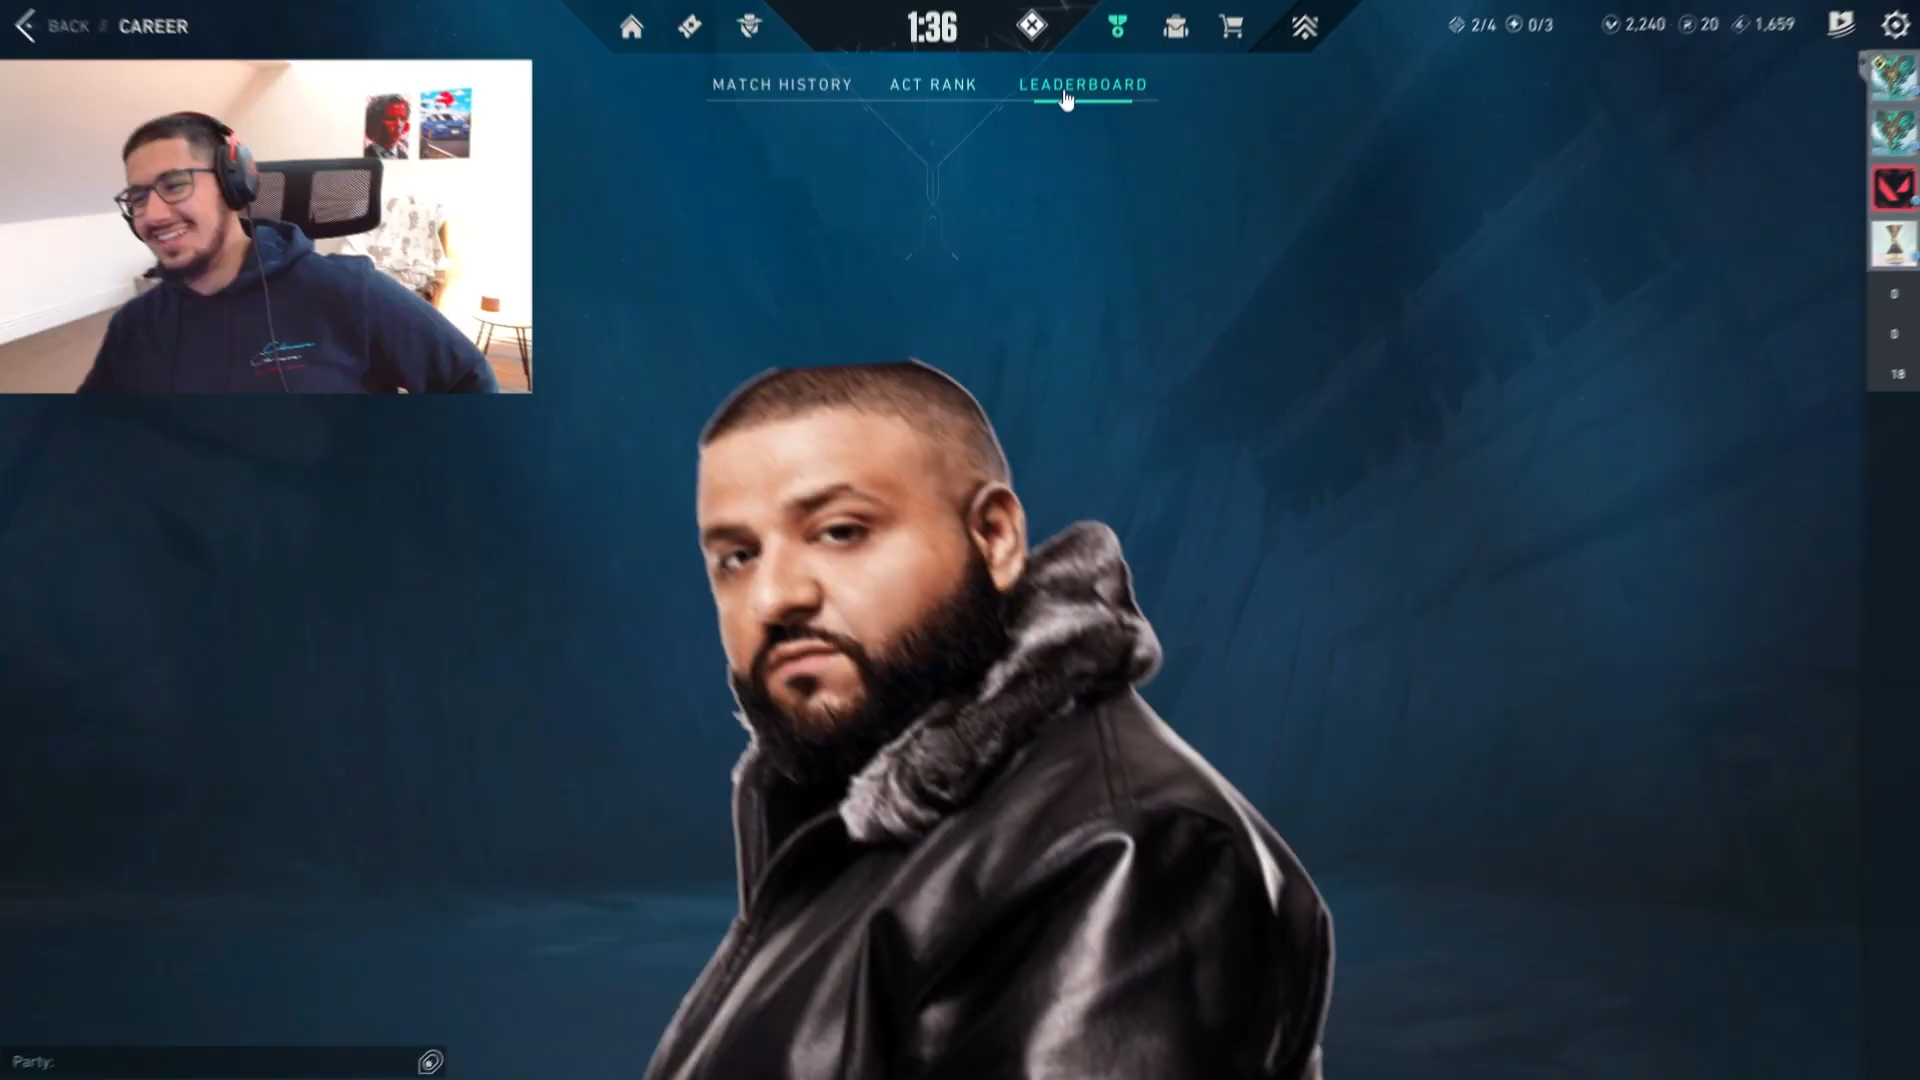 BACK // CAREER
1:36
2/4 0/3 2,240 20 1,659
MATCH HISTORY ACT RANK LEADERBOARD
0
0
18
Party: